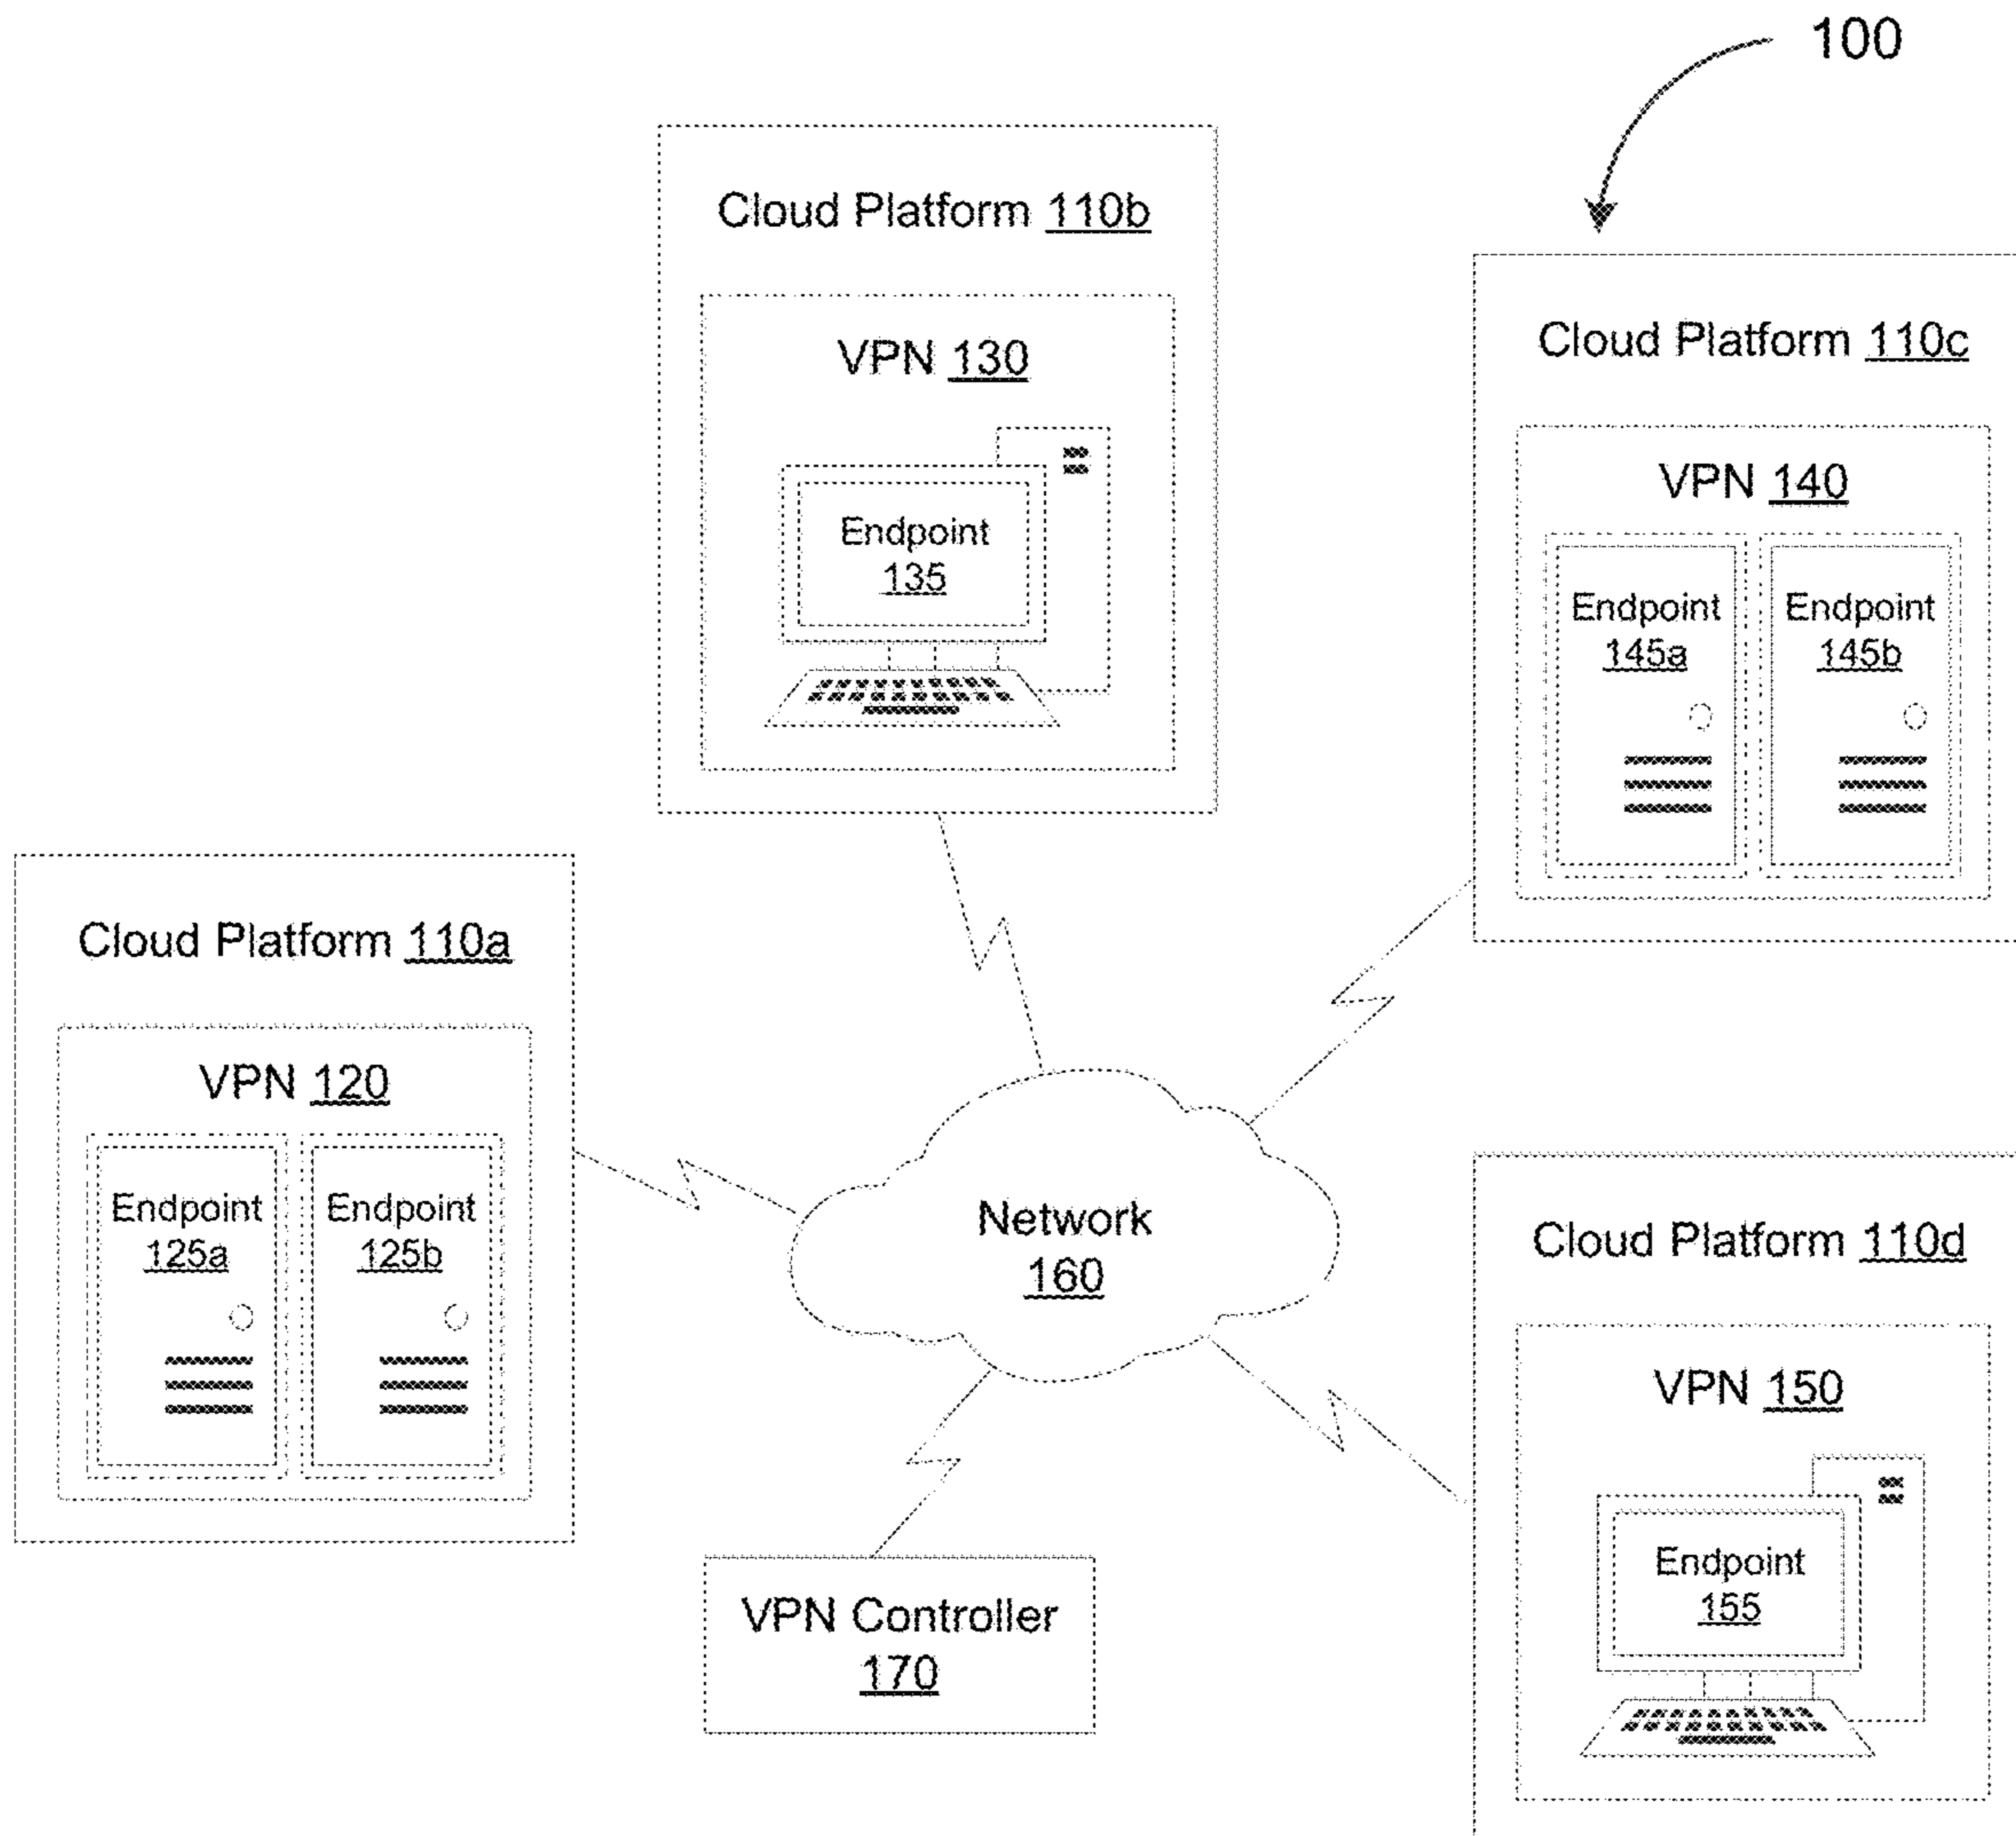 100
Cloud Platform 110b
VPN 130
Endpoint
135
Cloud Platform 110c
VPN 140
Endpoint
145a
Endpoint
145b
Cloud Platform 110a
VPN 120
Endpoint
125a
Endpoint
125b
Network
160
Cloud Platform 110d
VPN 150
Endpoint
155
VPN Controller
170